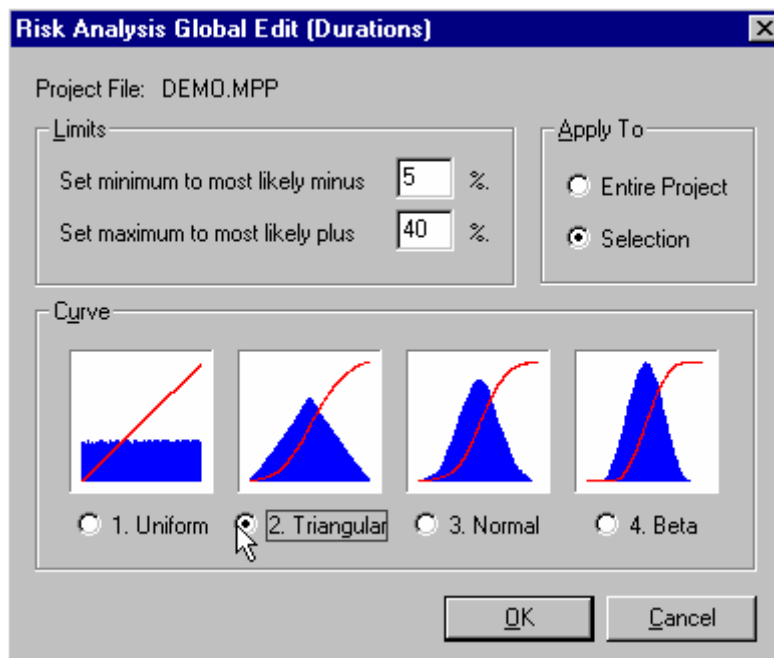 Risk Analysis Global Edit (Durations)
Project File: DEMO.MPP
Limits
Set minimum to most likely minus 5 %.
Set maximum to most likely plus 40 %.
Apply To
Entire Project
Selection
Curve
1. Uniform
2. Triangular
3. Normal
4. Beta
OK
Cancel